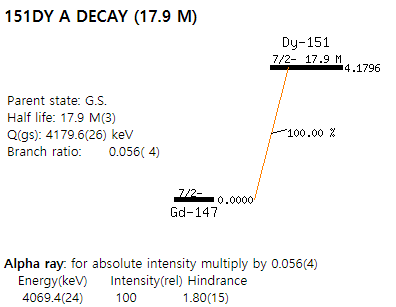 151DY A DECAY (17.9 M)
Dy-151
7/2- 17.9 M
4.1796
Parent state: G.S.
Half life: 17.9 M(3)
Q(gs): 4179.6(26) keV
Branch ratio: 0.056( 4)
100.00 %
7/2-
0.0000
Gd-147
Alpha ray: for absolute intensity multiply by 0.056(4)
Energy(keV) Intensity(rel) Hindrance
4069.4(24) 100 1.80(15)